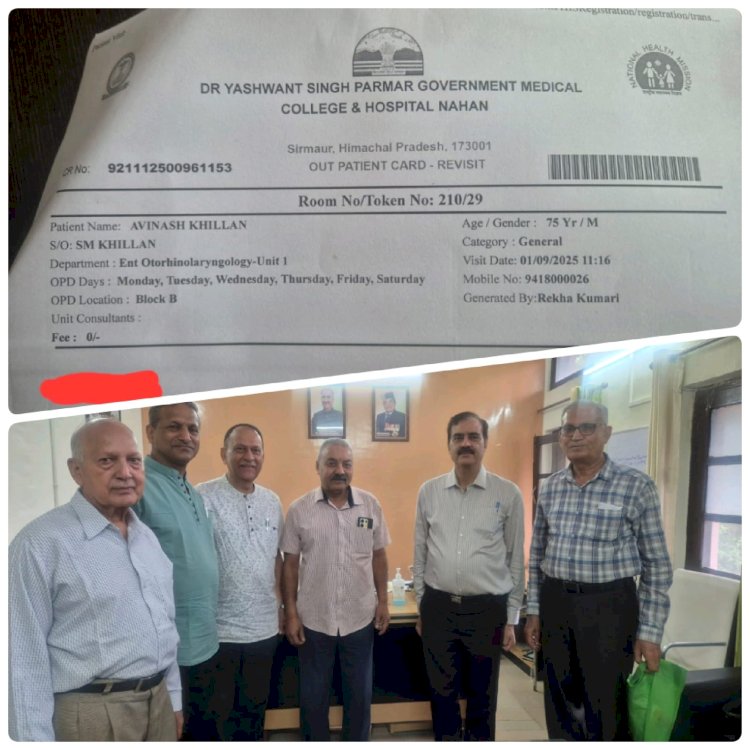 HISRegistration/registration/trans...
DR YASHWANT SINGH PARMAR GOVERNMENT MEDICAL
COLLEGE & HOSPITAL NAHAN
NATIONAL HEALTH MISSION
Sirmaur, Himachal Pradesh, 173001
CR No: 921112500961153
OUT PATIENT CARD - REVISIT
Room No/Token No: 210/29
Patient Name: AVINASH KHILLAN
Age / Gender : 75 Yr / M
S/O: SM KHILLAN
Category : General
Department : Ent Otorhinolaryngology-Unit 1
Visit Date: 01/09/2025 11:16
OPD Days : Monday, Tuesday, Wednesday, Thursday, Friday, Saturday
Mobile No: 9418000026
OPD Location : Block B
Generated By:Rekha Kumari
Unit Consultants :
Fee : 0/-